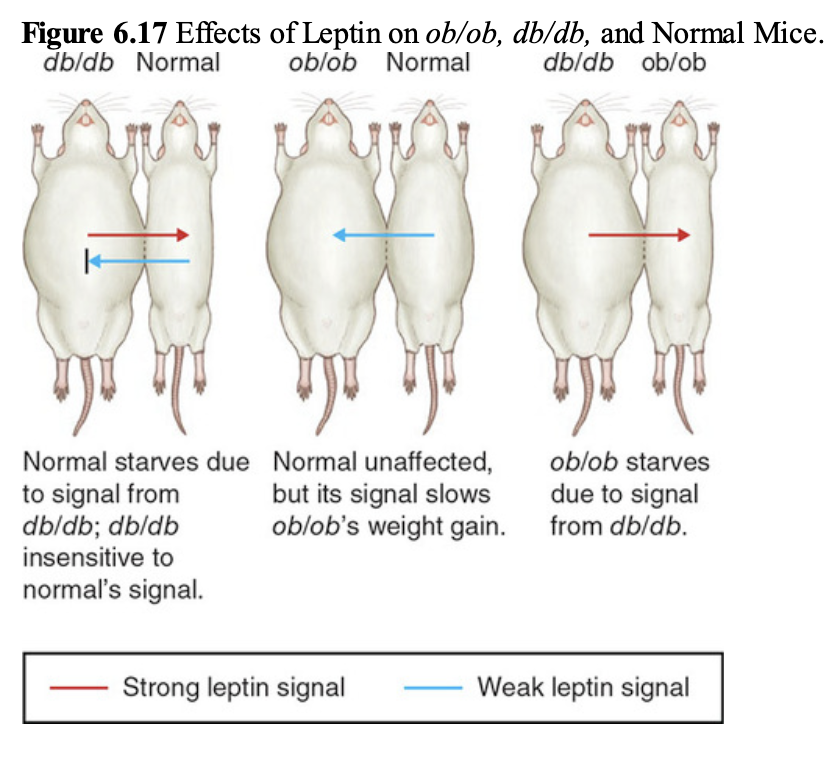 Figure 6.17 Effects of Leptin on ob/ob, db/db, and Normal Mice.
db/db Normal
ob/ob Normal
db/db ob/ob
Normal starves due
to signal from
db/db; db/db
insensitive to
normal's signal.
Normal unaffected,
but its signal slows
ob/ob's weight gain.
ob/ob starves
due to signal
from db/db.
Strong leptin signal
Weak leptin signal